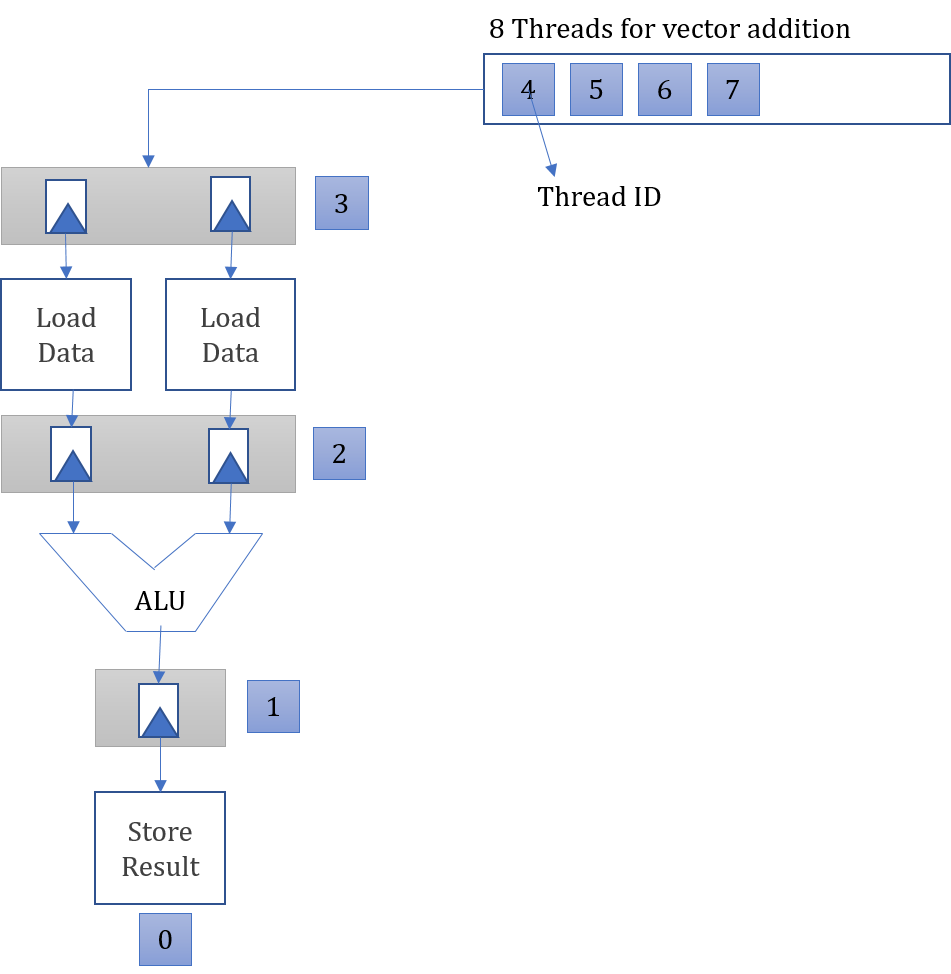 8 Threads for vector addition
4 5 6 7
Thread ID
3
Load Data
Load Data
2
ALU
1
Store
Result
0